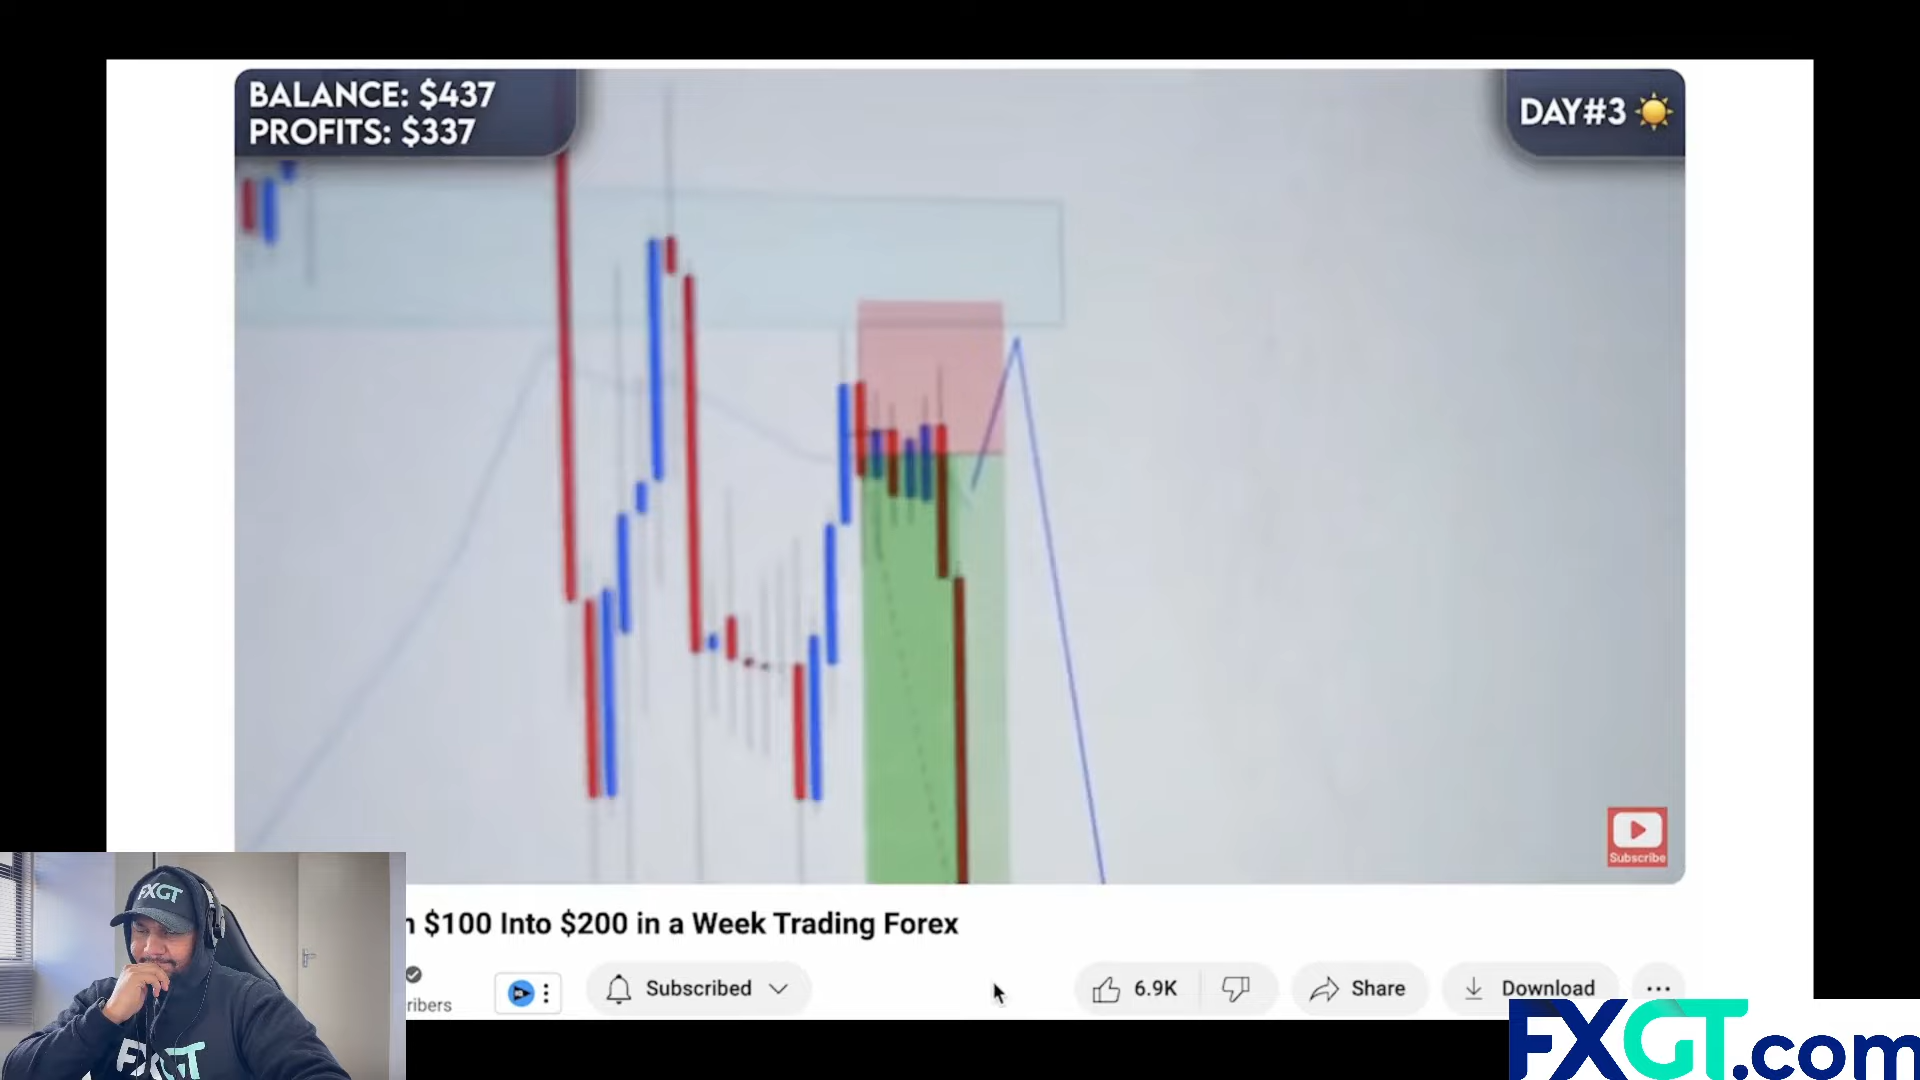 BALANCE: $437
PROFITS: $337
DAY#3
Subscribe
$100 Into $200 in a Week Trading Forex
Subscribed
6.9K
Share
Download
FXGT
FXGT
FXGT.com